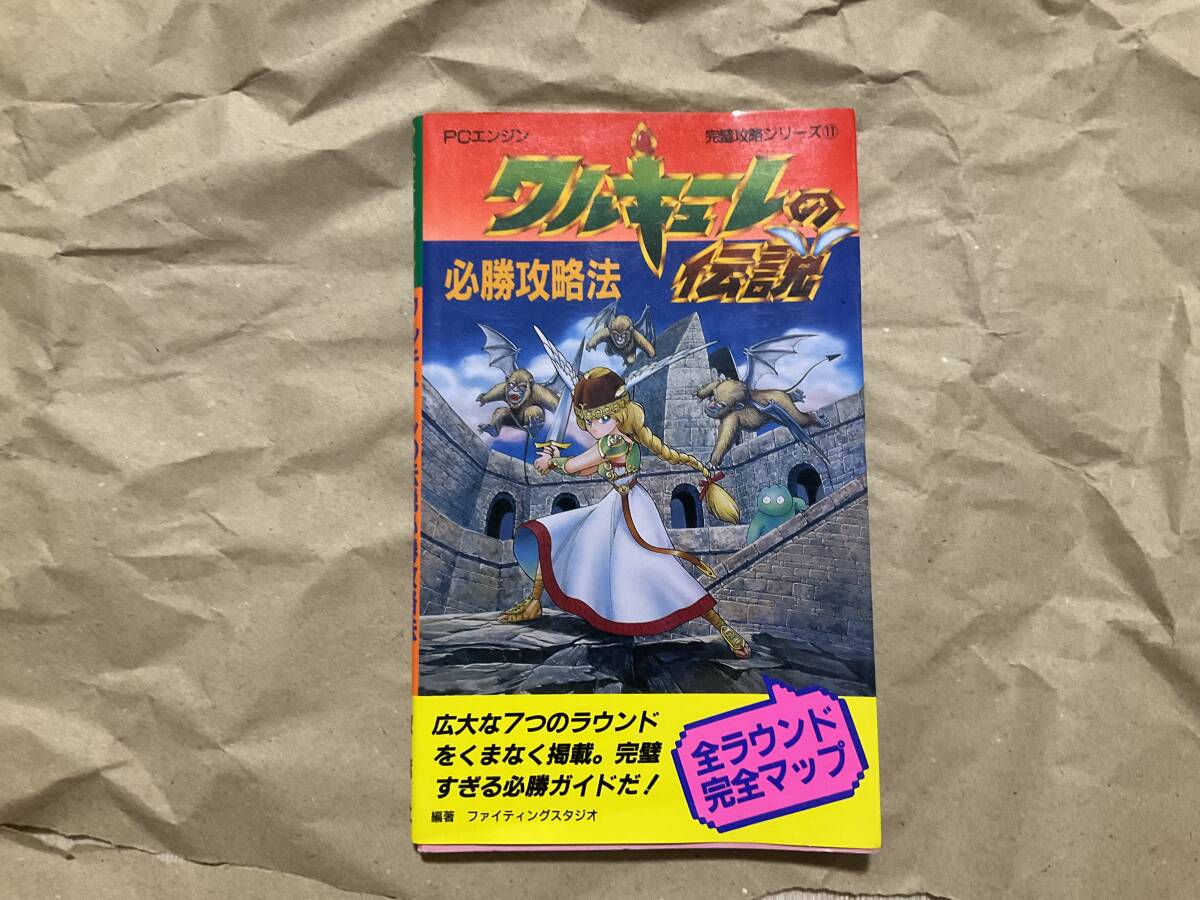 PCエンジン
完璧攻略シリーズ⑪
ワルキューレの
伝説
必勝攻略法
広大な7つのラウンド
をくまなく掲載。完璧
すぎる必勝ガイドだ!
編著 ファイティングスタジオ
全ラウンド
完全マップ